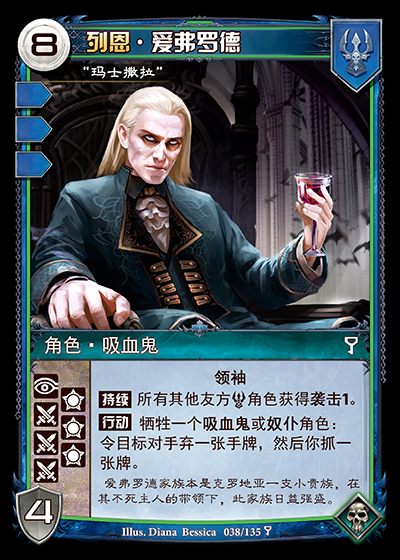 8
列恩·爱弗罗德
“玛士撒拉”
角色·吸血鬼
领袖
持续 所有其他友方角色获得袭击1。
行动 牺牲一个吸血鬼或奴仆角色:
令目标对手弃一张手牌，然后你抓一
张牌。
爱弗罗德家族本是克罗地亚一支小贵族，在
其不死主人的带领下，此家族日益强盛。
4
Illus. Diana Bessica 038/135